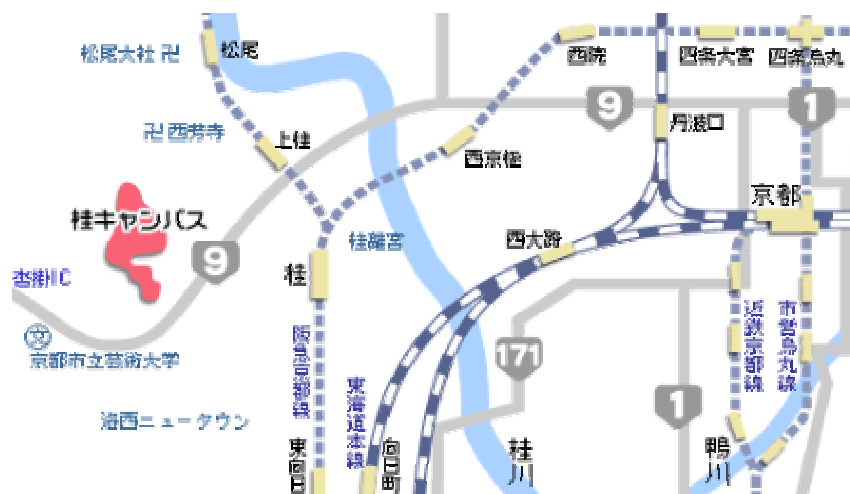 松尾大社 卍
松尾
西院
四条大宮
四条烏丸
9
1
丹波口
卍 西芳寺
上桂
西京極
桂キャンパス
京都
桂離宮
西大路
9
沓掛IC
桂
阪急京都線
近鉄京都線
市営烏丸線
171
京都市立芸術大学
東海道本線
1
洛西ニュータウン
東向日
向日町
桂川
鴨川